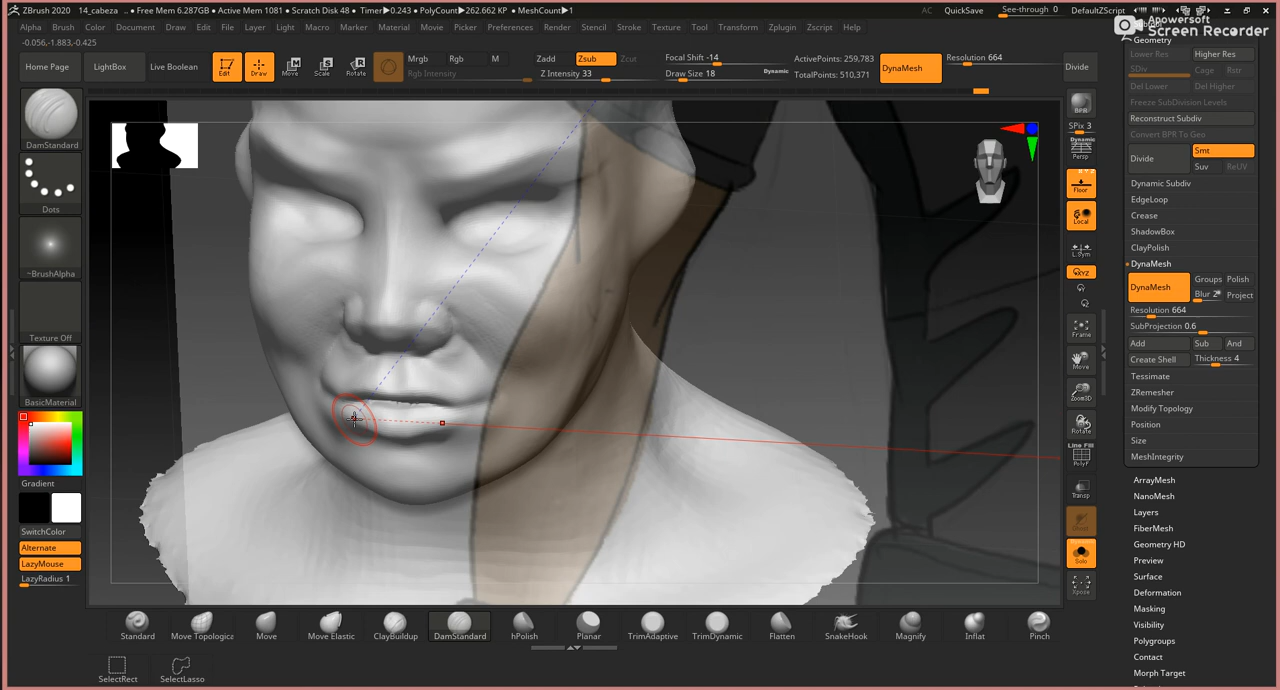 ZBrush 2020 14_cabeza .. • Free Mem 6.287GB • Active Mem 1081 • Scratch Disk 48 • Timer▶0.243 • PolyCount▶262.662 KP • MeshCount▶1
AC QuickSave See-through 0 DefaultZScript
Apowersoft
Screen Recorder
Alpha Brush Color Document Draw Edit File Layer Light Macro Marker Material Movie Picker Preferences Render Stencil Stroke Texture Tool Transform Zplugin Zscript Help
-0.056,-1.883,-0.425
Home Page LightBox Live Boolean
Edit Draw Move Scale Rotate
Mrgb Rgb M
Rgb Intensity
Zadd Zsub Zcut
Z Intensity 33
Focal Shift -14
Draw Size 18 Dynamic
ActivePoints: 259,783
TotalPoints: 510,371
DynaMesh
Resolution 664
Divide
DamStandard
Dots
~BrushAlpha
Texture Off
BasicMaterial
Gradient
SwitchColor
Alternate
LazyMouse
LazyRadius 1
BPR
SPix 3
Dynamic
Persp
Floor
Local
L.Sym
XYZ
Frame
Move
Zoom3D
Rotate
Line Fill
PolyF
Transp
Ghost
Solo
Xpose
Geometry
Lower Res Higher Res
SDiv Cage Rstr
Del Lower Del Higher
Freeze SubDivision Levels
Reconstruct Subdiv
Convert BPR To Geo
Divide Smt
Suv ReUV
Dynamic Subdiv
EdgeLoop
Crease
ShadowBox
ClayPolish
DynaMesh
DynaMesh Groups Polish
Blur 2 Project
Resolution 664
SubProjection 0.6
Add Sub And
Create Shell Thickness 4
Tessimate
ZRemesher
Modify Topology
Position
Size
MeshIntegrity
ArrayMesh
NanoMesh
Layers
FiberMesh
Geometry HD
Preview
Surface
Deformation
Masking
Visibility
Polygroups
Contact
Morph Target
Standard Move Topologica Move Move Elastic ClayBuildup DamStandard hPolish Planar TrimAdaptive TrimDynamic Flatten SnakeHook Magnify Inflat Pinch
SelectRect SelectLasso